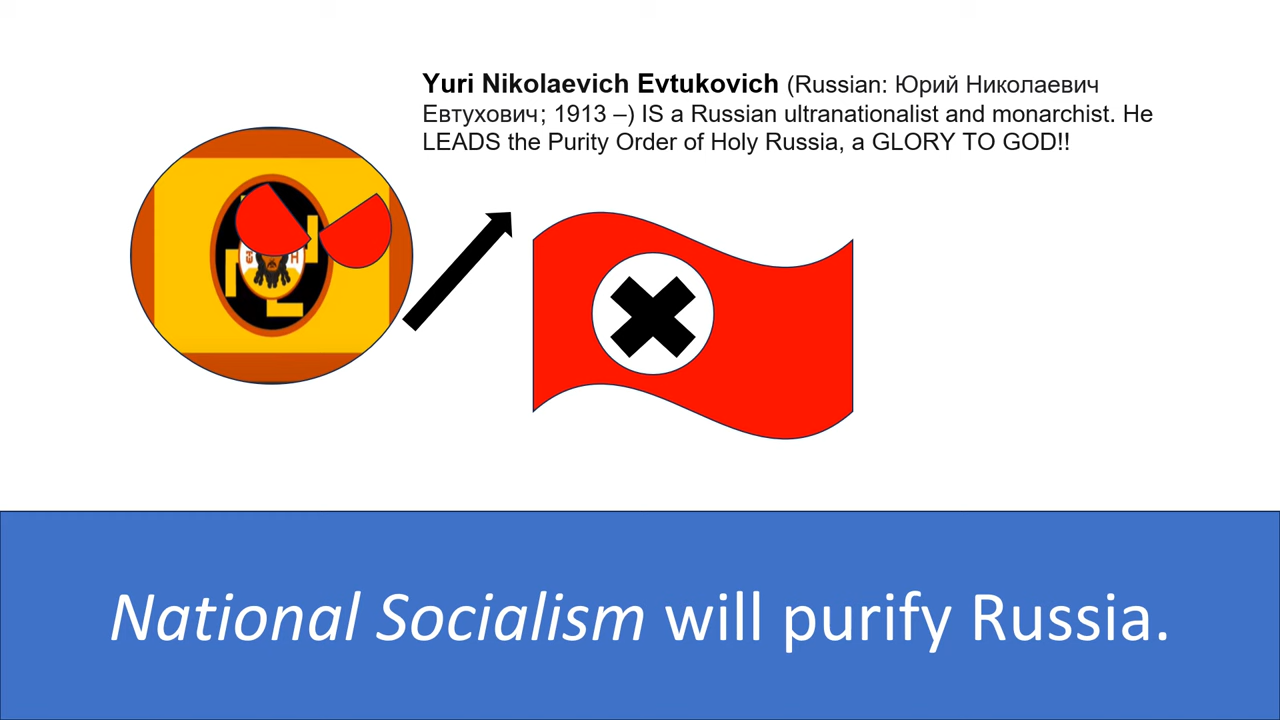 Yuri Nikolaevich Evtukovich (Russian: Юрий Николаевич
Евтухович; 1913 –) IS a Russian ultranationalist and monarchist. He
LEADS the Purity Order of Holy Russia, a GLORY TO GOD!!
National Socialism will purify Russia.